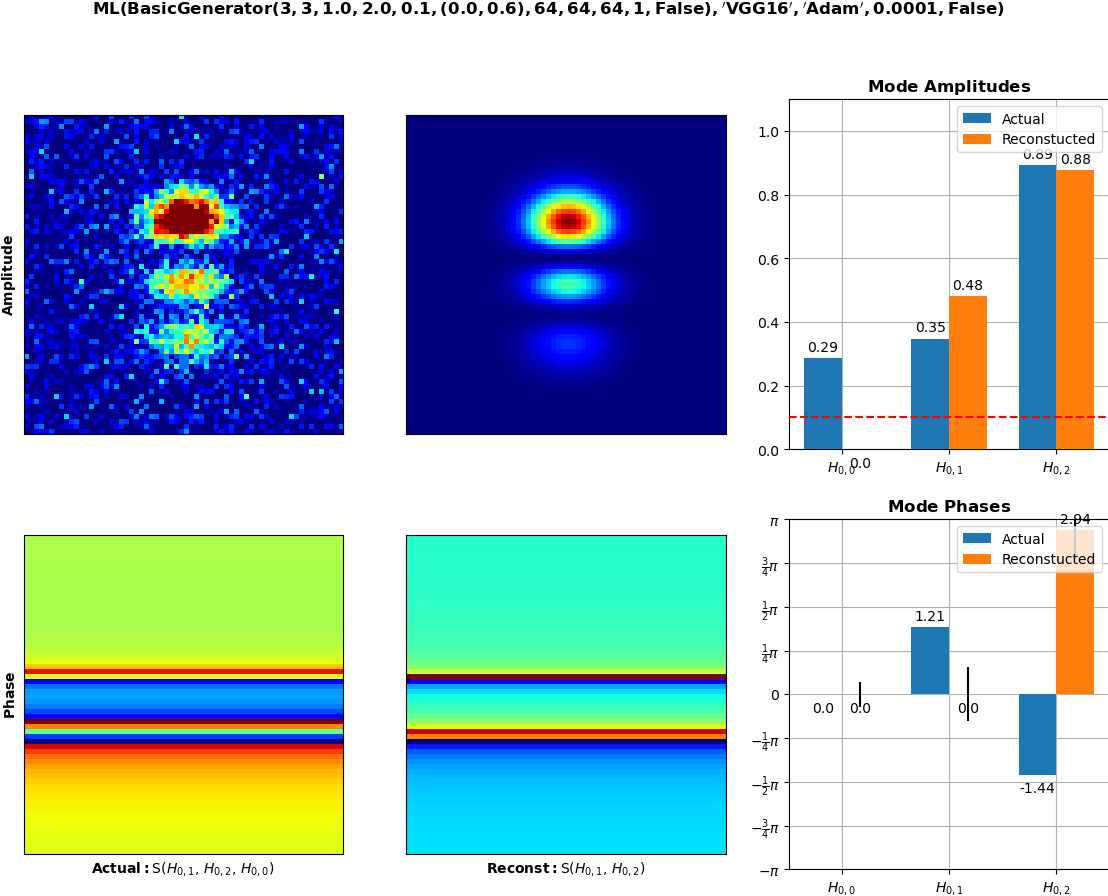 ML(BasicGenerator(3, 3, 1.0, 2.0, 0.1, (0.0, 0.6), 64, 64, 64, 1, False), ′VGG16′, ′Adam′, 0.0001, False)
Amplitude
Mode Amplitudes
Actual
Reconstucted
1.0
0.8
0.6
0.4
0.2
0.0
0.29
0.0
0.35
0.48
0.89
0.88
H0,0
H0,1
H0,2
Phase
Actual: S(H0,1, H0,2, H0,0)
Reconst: S(H0,1, H0,2)
Mode Phases
Actual
Reconstucted
π
3/4π
1/2π
1/4π
0
−1/4π
−1/2π
−3/4π
−π
0.0
0.0
1.21
0.0
-1.44
2.94
H0,0
H0,1
H0,2